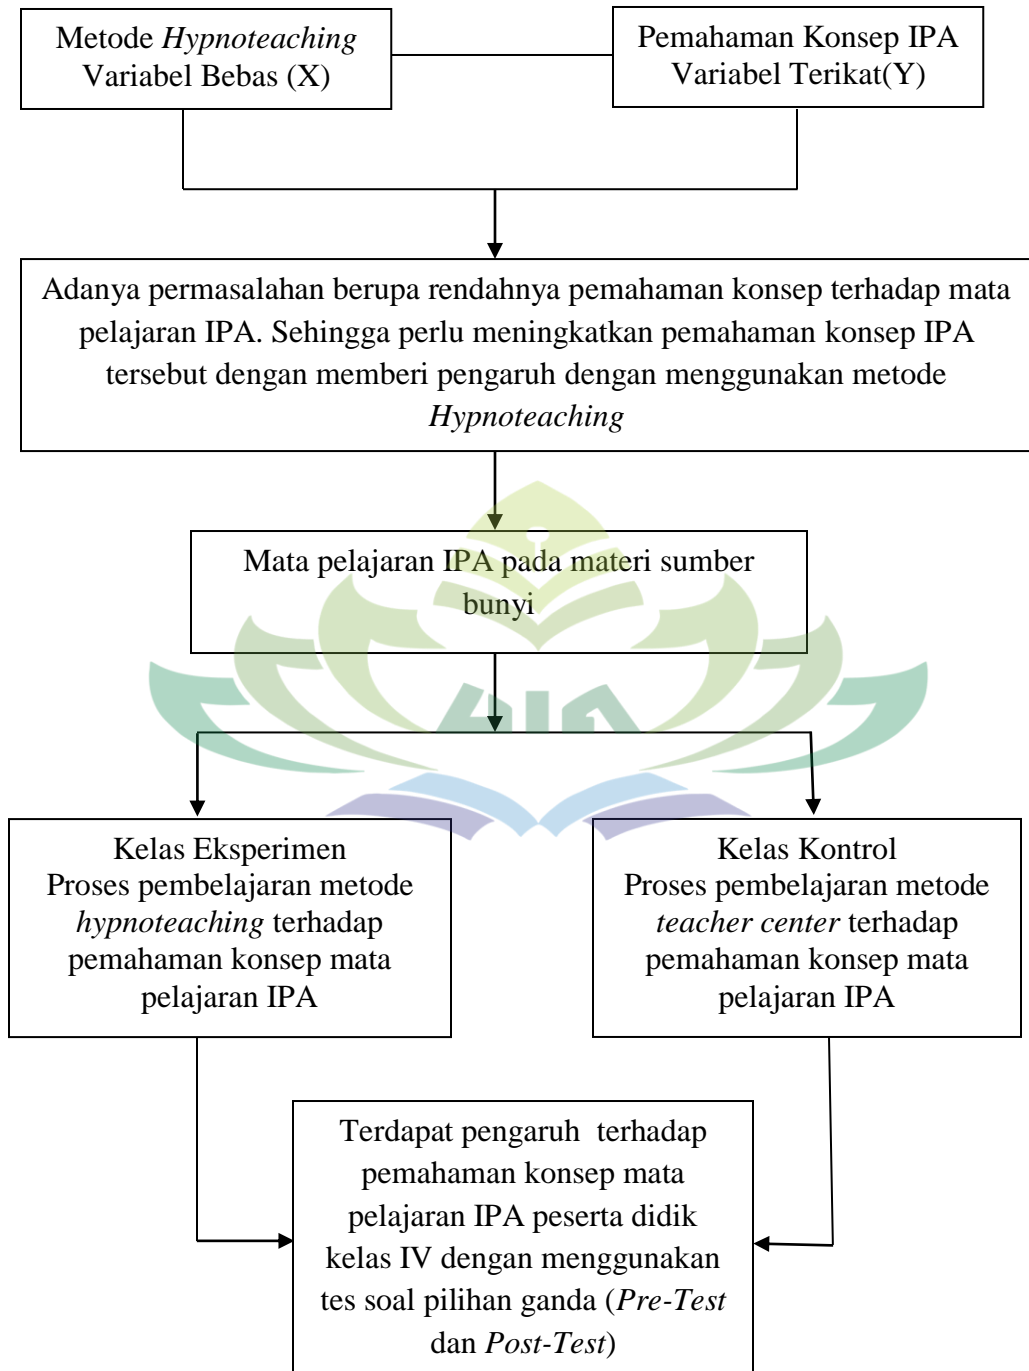 Metode Hypnoteaching
Variabel Bebas (X)
Pemahaman Konsep IPA
Variabel Terikat(Y)
Adanya permasalahan berupa rendahnya pemahaman konsep terhadap mata
pelajaran IPA. Sehingga perlu meningkatkan pemahaman konsep IPA
tersebut dengan memberi pengaruh dengan menggunakan metode
Hypnoteaching
Mata pelajaran IPA pada materi sumber
bunyi
Kelas Eksperimen
Proses pembelajaran metode
hypnoteaching terhadap
pemahaman konsep mata
pelajaran IPA
Kelas Kontrol
Proses pembelajaran metode
teacher center terhadap
pemahaman konsep mata
pelajaran IPA
Terdapat pengaruh terhadap
pemahaman konsep mata
pelajaran IPA peserta didik
kelas IV dengan menggunakan
tes soal pilihan ganda (Pre-Test
dan Post-Test)